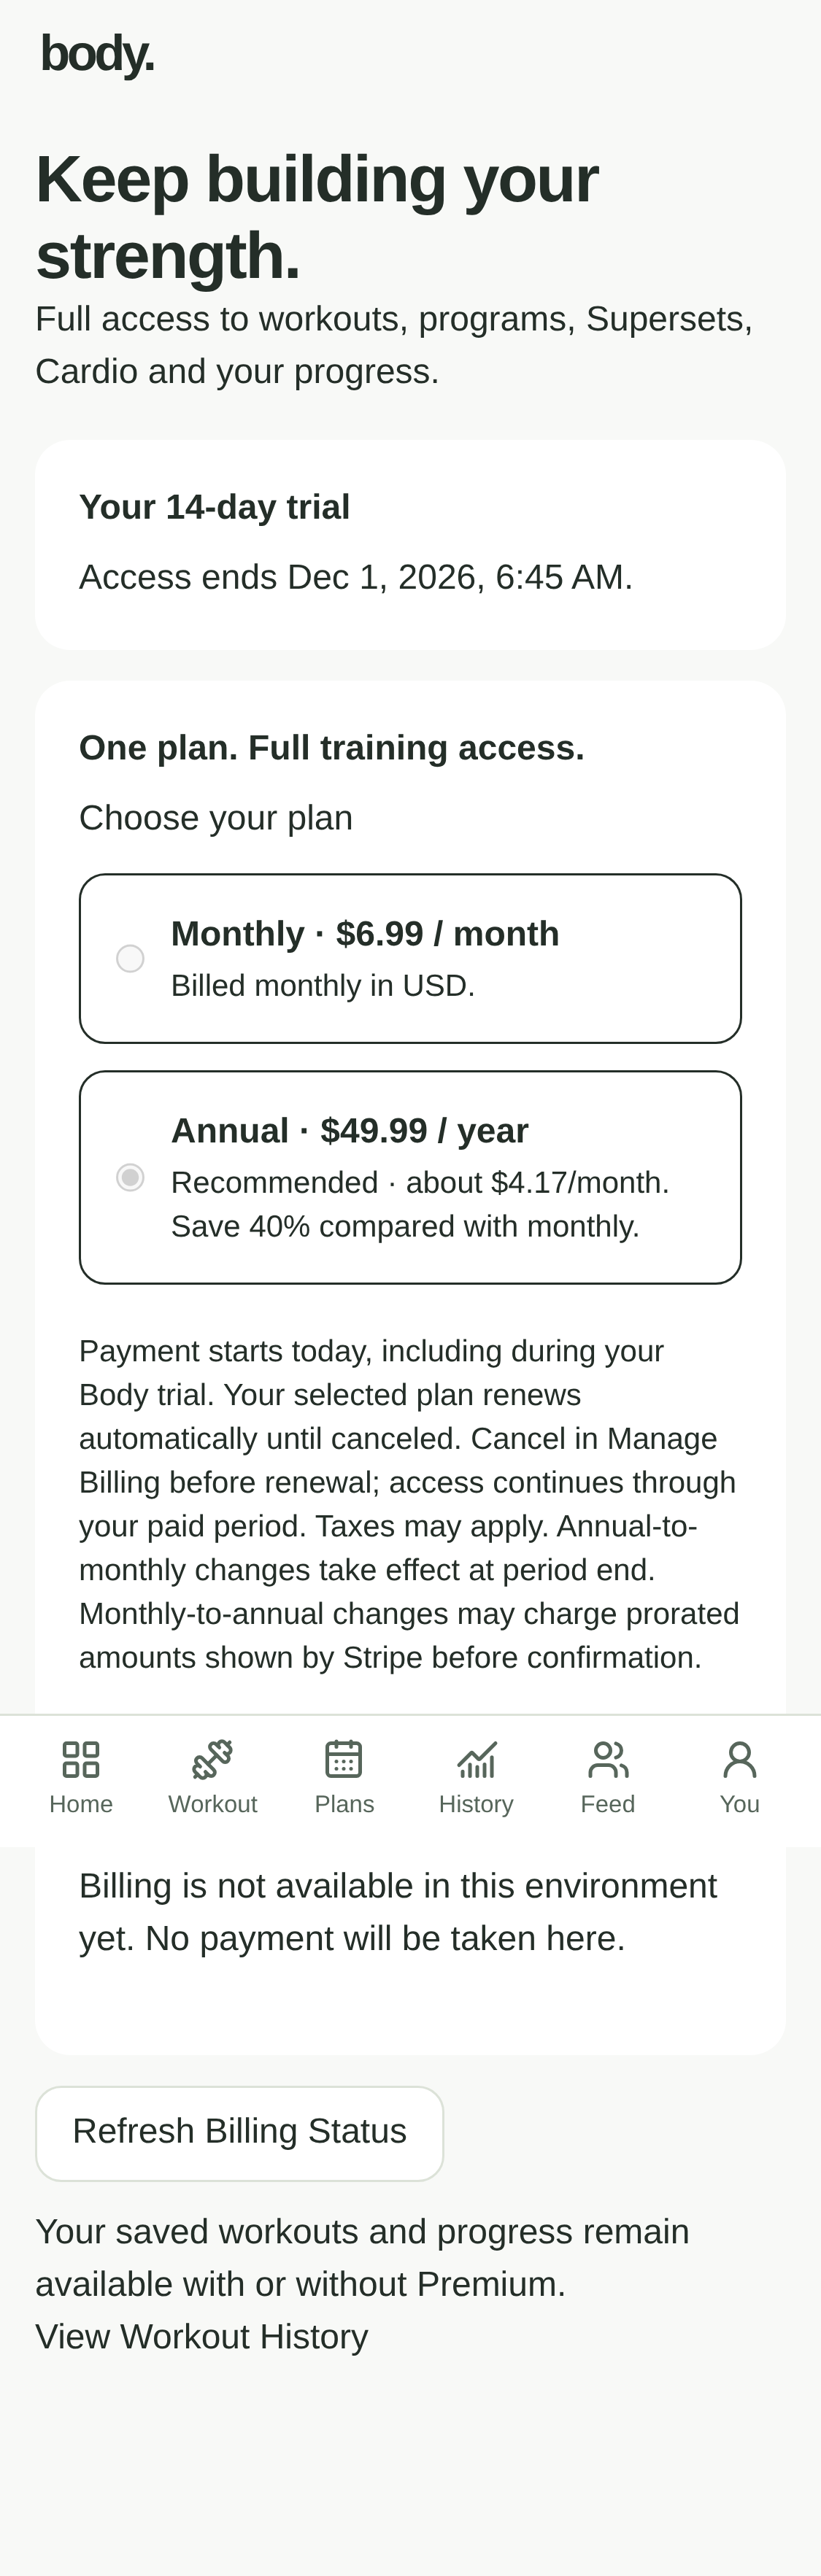 body.
Keep building your
strength.
Full access to workouts, programs, Supersets,
Cardio and your progress.
Your 14-day trial
Access ends Dec 1, 2026, 6:45 AM.
One plan. Full training access.
Choose your plan
Monthly · $6.99 / month
Billed monthly in USD.
Annual · $49.99 / year
Recommended · about $4.17/month.
Save 40% compared with monthly.
Payment starts today, including during your
Body trial. Your selected plan renews
automatically until canceled. Cancel in Manage
Billing before renewal; access continues through
your paid period. Taxes may apply. Annual-to-
monthly changes take effect at period end.
Monthly-to-annual changes may charge prorated
amounts shown by Stripe before confirmation.
Home Workout Plans History Feed You
Billing is not available in this environment
yet. No payment will be taken here.
Refresh Billing Status
Your saved workouts and progress remain
available with or without Premium.
View Workout History